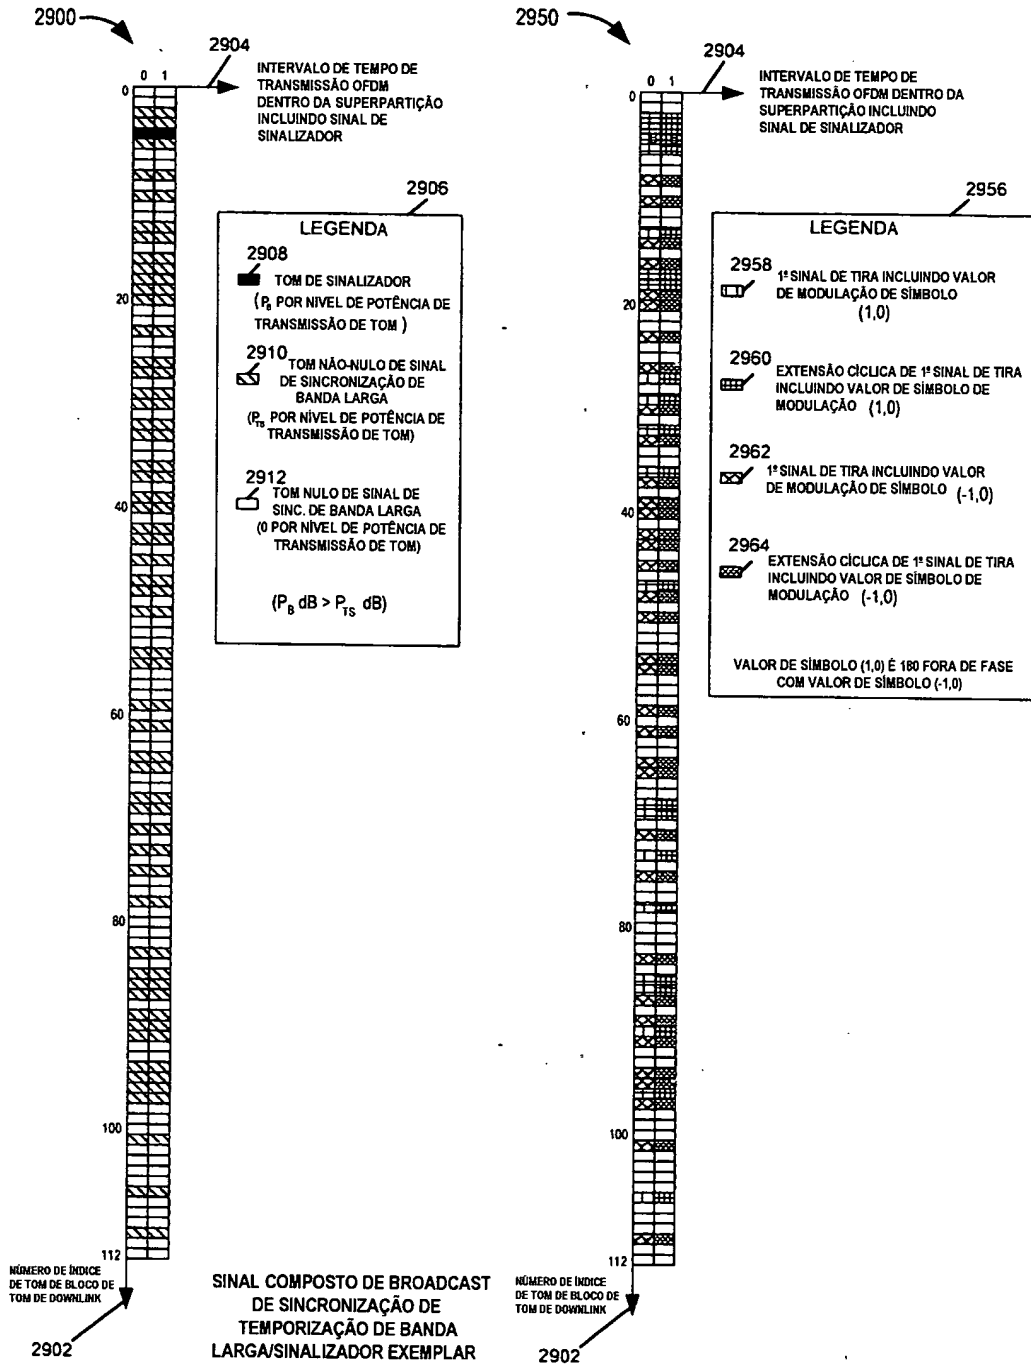 2900
2904
0 1
0
INTERVALO DE TEMPO DE
TRANSMISSÃO OFDM
DENTRO DA SUPERPARTIÇÃO
INCLUINDO SINAL DE
SINALIZADOR
2906
LEGENDA
2908
TOM DE SINALIZADOR
(PB POR NIVEL DE POTÊNCIA DE
TRANSMISSÃO DE TOM )
2910
TOM NÃO-NULO DE SINAL
DE SINCRONIZAÇÃO DE
BANDA LARGA
(PTS POR NÍVEL DE POTÊNCIA DE
TRANSMISSÃO DE TOM)
2912
TOM NULO DE SINAL DE
SINC. DE BANDA LARGA
(0 POR NÍVEL DE POTÊNCIA DE
TRANSMISSÃO DE TOM)
(PB dB > PTS dB)
20
40
60
80
100
112
NÚMERO DE ÍNDICE
DE TOM DE BLOCO DE
TOM DE DOWNLINK
2902
SINAL COMPOSTO DE BROADCAST
DE SINCRONIZAÇÃO DE
TEMPORIZAÇÃO DE BANDA
LARGA/SINALIZADOR EXEMPLAR
2950
2904
0 1
0
INTERVALO DE TEMPO DE
TRANSMISSÃO OFDM DENTRO DA
SUPERPARTIÇÃO INCLUINDO
SINAL DE SINALIZADOR
2956
LEGENDA
2958
1º SINAL DE TIRA INCLUINDO VALOR
DE MODULAÇÃO DE SÍMBOLO
(1,0)
2960
EXTENSÃO CÍCLICA DE 1º SINAL DE TIRA
INCLUINDO VALOR DE SÍMBOLO DE
MODULAÇÃO (1,0)
2962
1º SINAL DE TIRA INCLUINDO VALOR
DE MODULAÇÃO DE SÍMBOLO (-1,0)
2964
EXTENSÃO CÍCLICA DE 1º SINAL DE TIRA
INCLUINDO VALOR DE SÍMBOLO DE
MODULAÇÃO (-1,0)
VALOR DE SÍMBOLO (1,0) É 180 FORA DE FASE
COM VALOR DE SÍMBOLO (-1,0)
20
40
60
80
100
112
NÚMERO DE ÍNDICE
DE TOM DE BLOCO DE
TOM DE DOWNLINK
2902